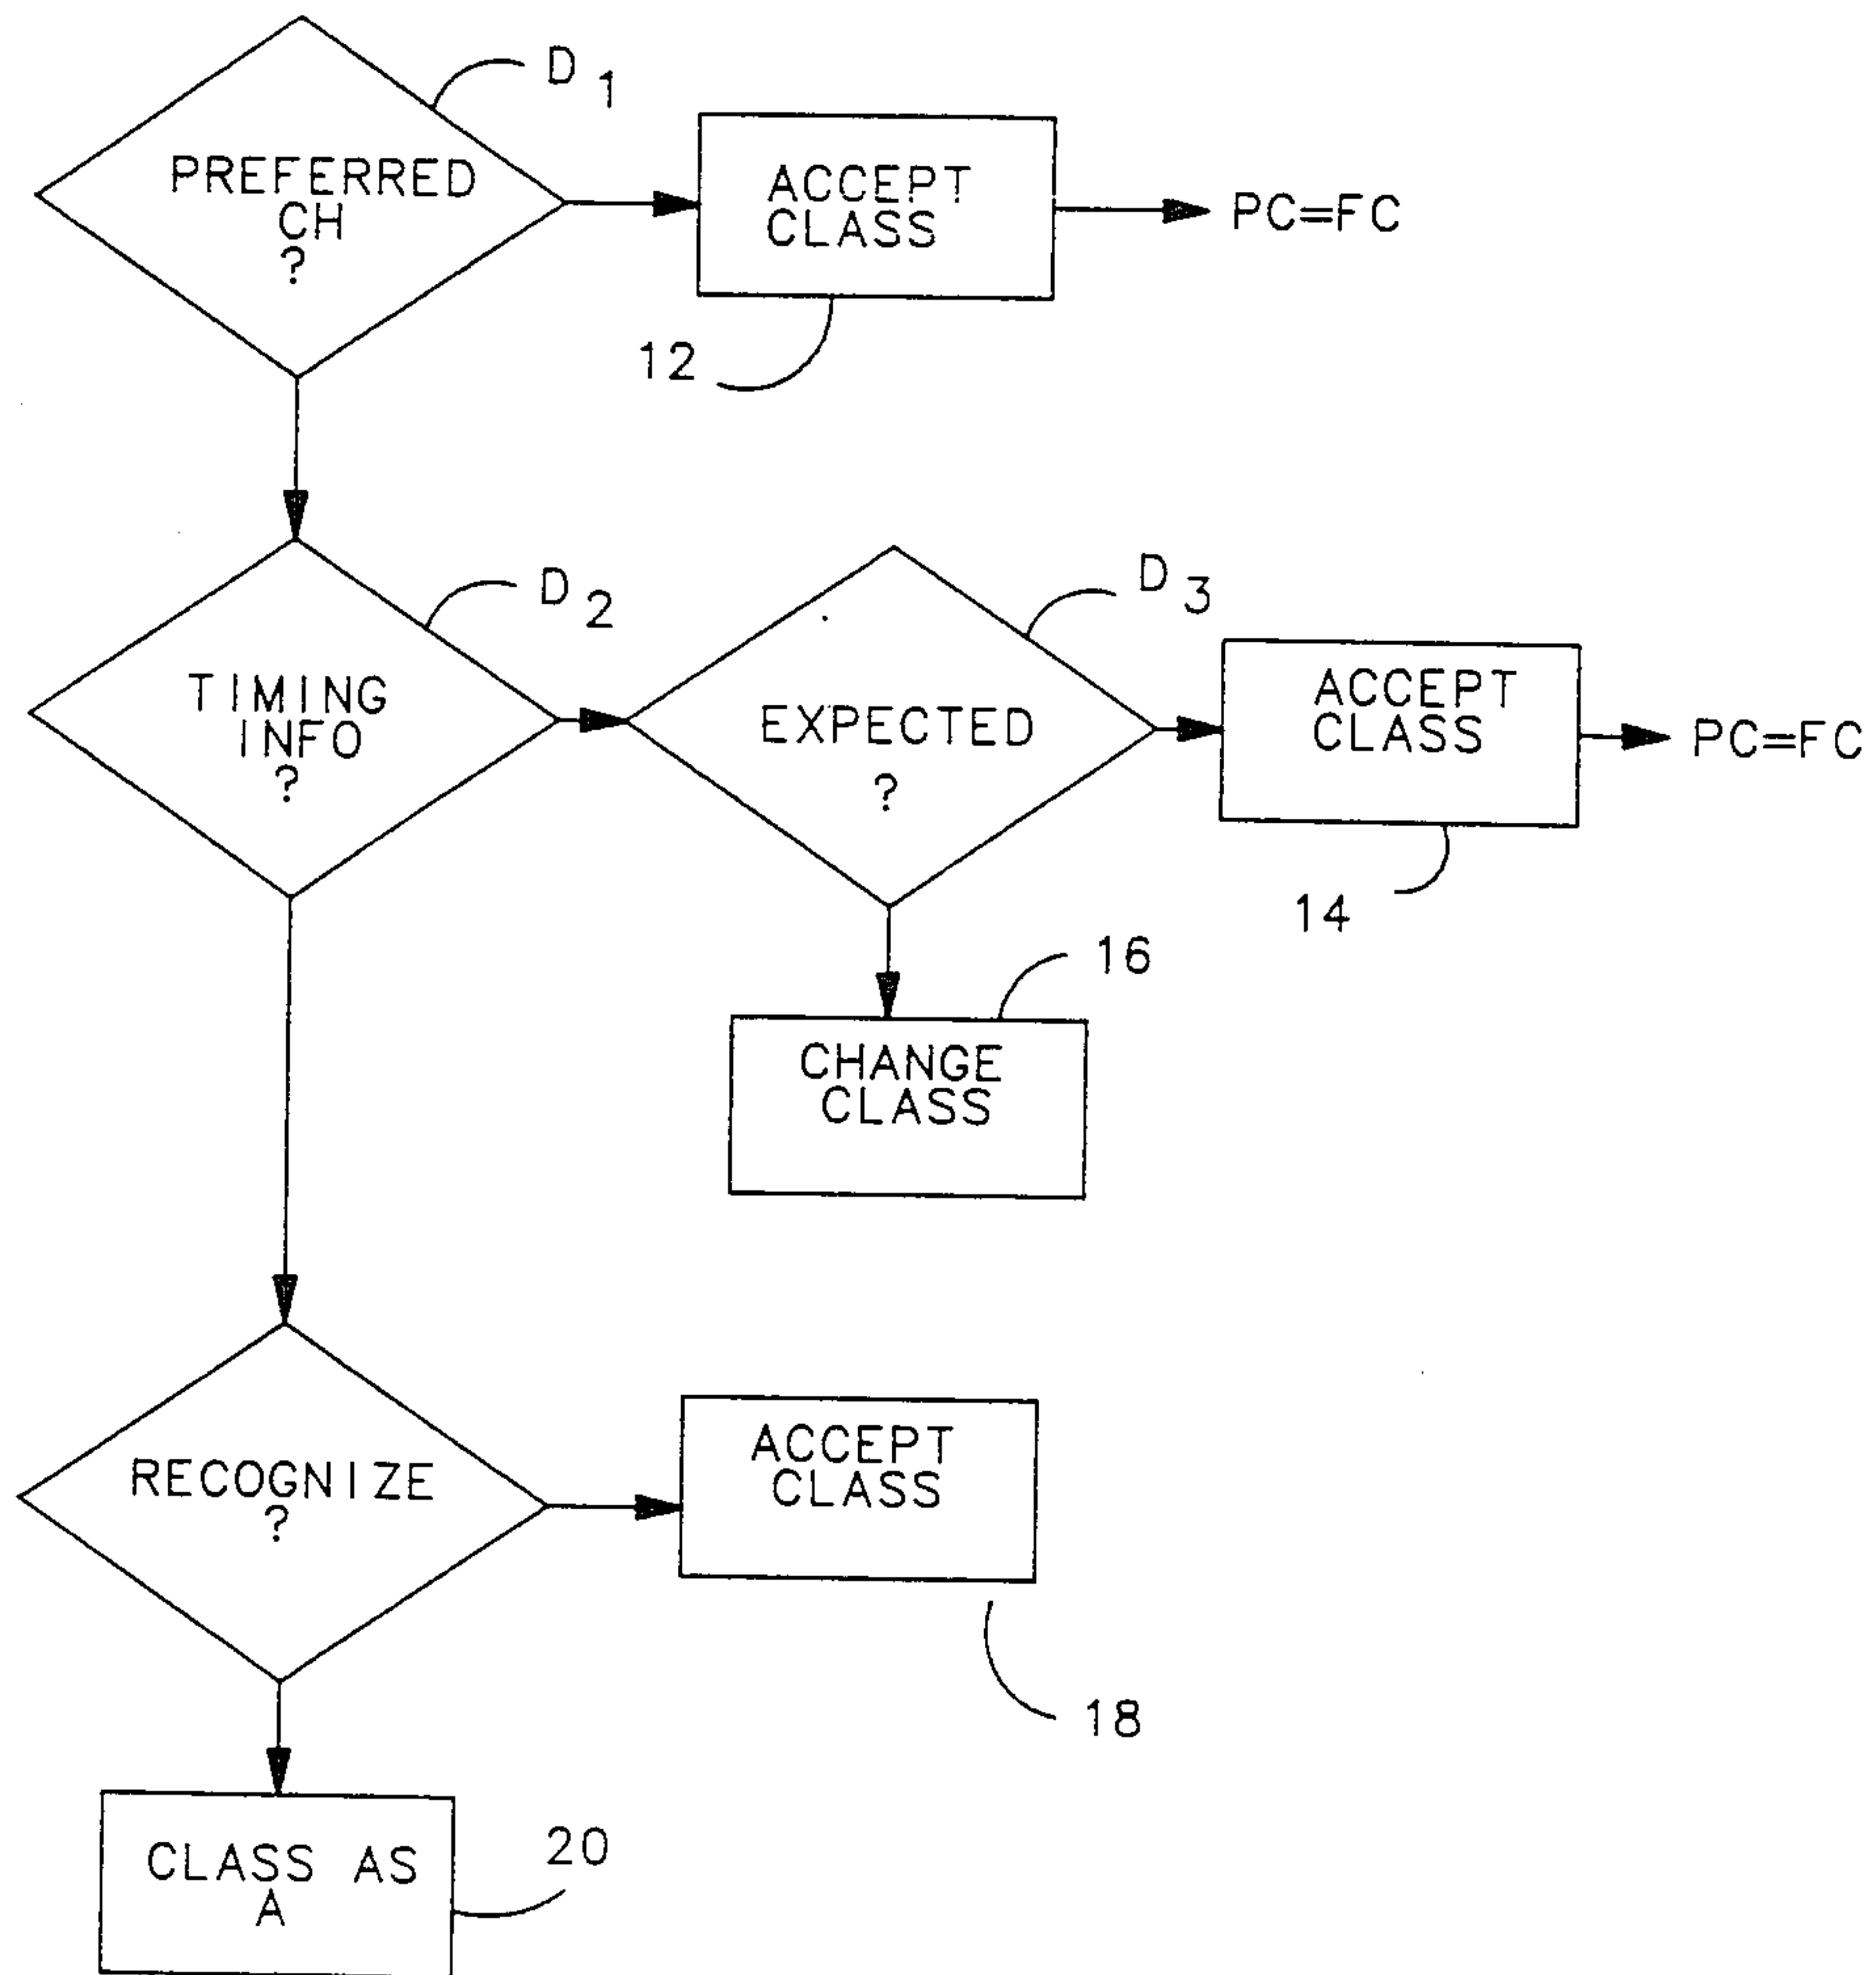 D 1
PREFERRED
CH
?
ACCEPT
CLASS
PC=FC
12
D 2
TIMING
INFO
?
D 3
EXPECTED
?
ACCEPT
CLASS
PC=FC
14
16
CHANGE
CLASS
RECOGNIZE
?
ACCEPT
CLASS
18
CLASS AS
A
20